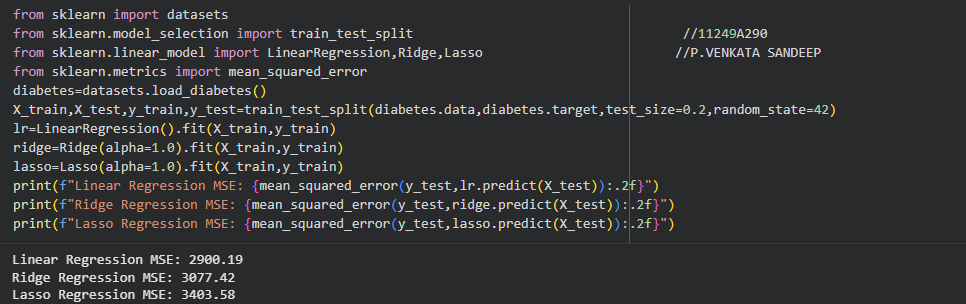 from sklearn import datasets
from sklearn.model_selection import train_test_split //11249A290
from sklearn.linear_model import LinearRegression,Ridge,Lasso //P.VENKATA SANDEEP
from sklearn.metrics import mean_squared_error
diabetes=datasets.load_diabetes()
X_train,X_test,y_train,y_test=train_test_split(diabetes.data,diabetes.target,test_size=0.2,random_state=42)
lr=LinearRegression().fit(X_train,y_train)
ridge=Ridge(alpha=1.0).fit(X_train,y_train)
lasso=Lasso(alpha=1.0).fit(X_train,y_train)
print(f"Linear Regression MSE: {mean_squared_error(y_test,lr.predict(X_test)):.2f}")
print(f"Ridge Regression MSE: {mean_squared_error(y_test,ridge.predict(X_test)):.2f}")
print(f"Lasso Regression MSE: {mean_squared_error(y_test,lasso.predict(X_test)):.2f}")
Linear Regression MSE: 2900.19
Ridge Regression MSE: 3077.42
Lasso Regression MSE: 3403.58